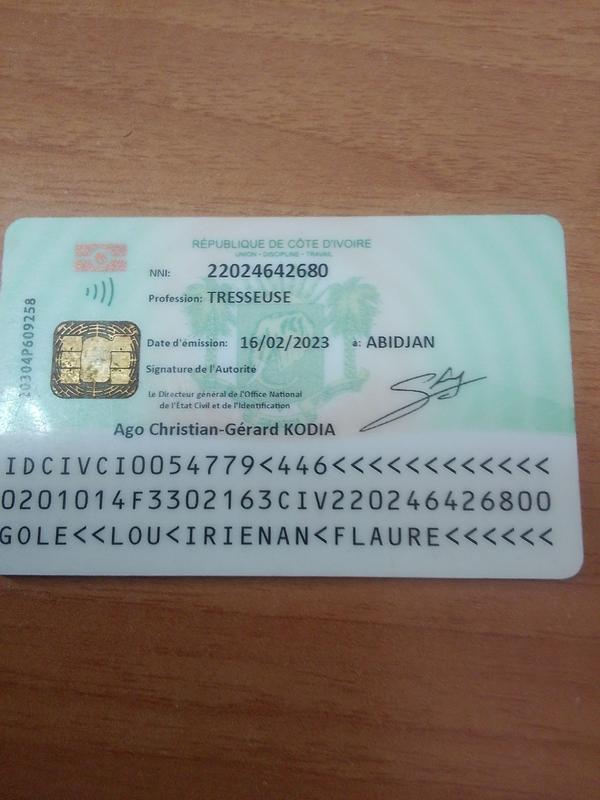 RÉPUBLIQUE DE CÔTE D'IVOIRE
UNION - DISCIPLINE - TRAVAIL
NNI: 22024642680
Profession: TRESSEUSE
Date d'émission: 16/02/2023 à: ABIDJAN
Signature de l'Autorité
Le Directeur général de l'Office National
de l'État Civil et de l'Identification
Ago Christian-Gérard KODIA
IDCIVCI0054779<446<<<<<<<<<<<<
0201014F3302163CIV220246426800
GOLE<<LOU<IRIENAN<FLAURE<<<<<<